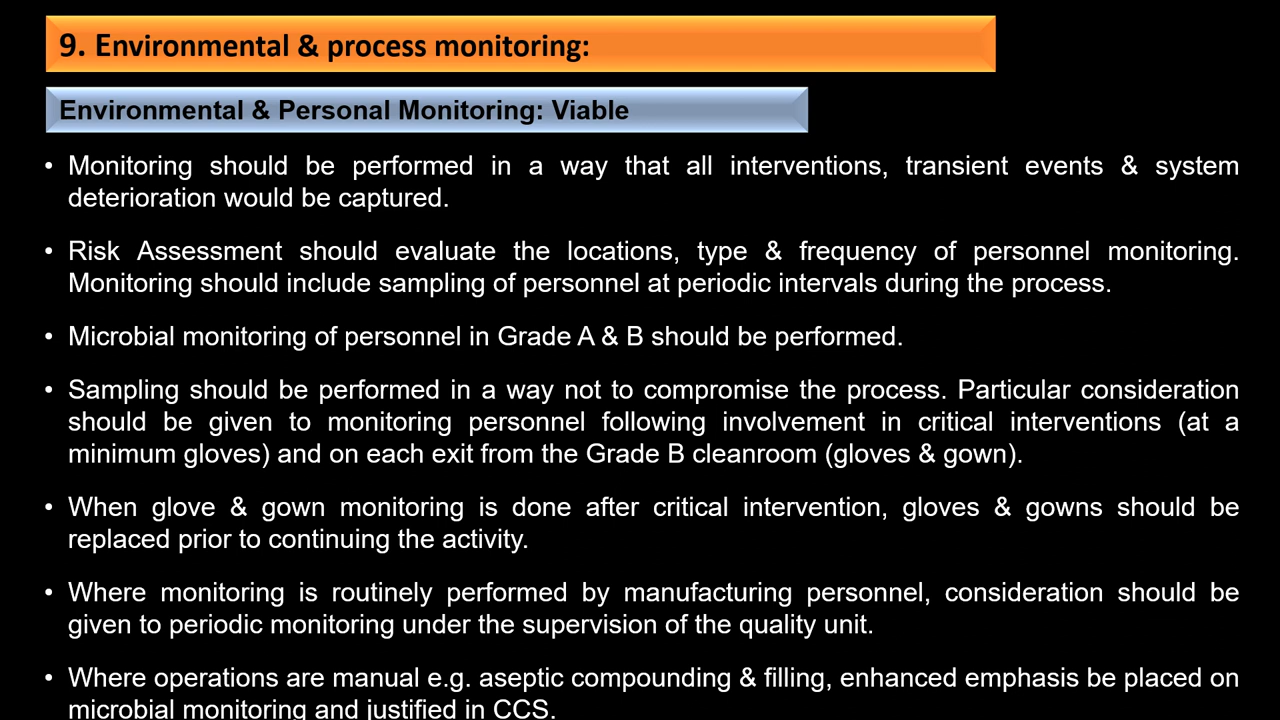 9. Environmental & process monitoring:
Environmental & Personal Monitoring: Viable
• Monitoring should be performed in a way that all interventions, transient events & system
deterioration would be captured.
• Risk Assessment should evaluate the locations, type & frequency of personnel monitoring.
Monitoring should include sampling of personnel at periodic intervals during the process.
• Microbial monitoring of personnel in Grade A & B should be performed.
• Sampling should be performed in a way not to compromise the process. Particular consideration
should be given to monitoring personnel following involvement in critical interventions (at a
minimum gloves) and on each exit from the Grade B cleanroom (gloves & gown).
• When glove & gown monitoring is done after critical intervention, gloves & gowns should be
replaced prior to continuing the activity.
• Where monitoring is routinely performed by manufacturing personnel, consideration should be
given to periodic monitoring under the supervision of the quality unit.
• Where operations are manual e.g. aseptic compounding & filling, enhanced emphasis be placed on
microbial monitoring and justified in CCS.